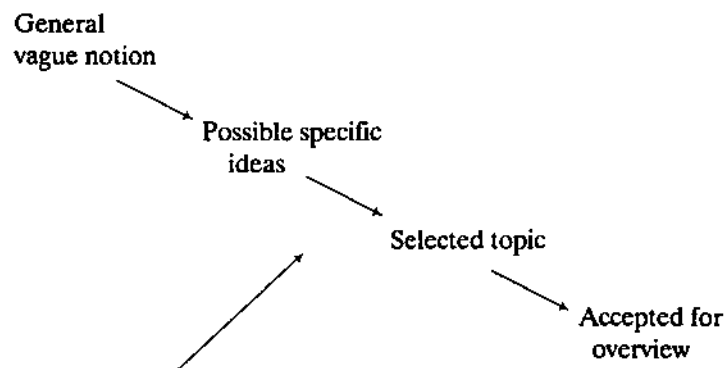 General
vague notion
Possible specific
ideas
Selected topic
Accepted for
overview